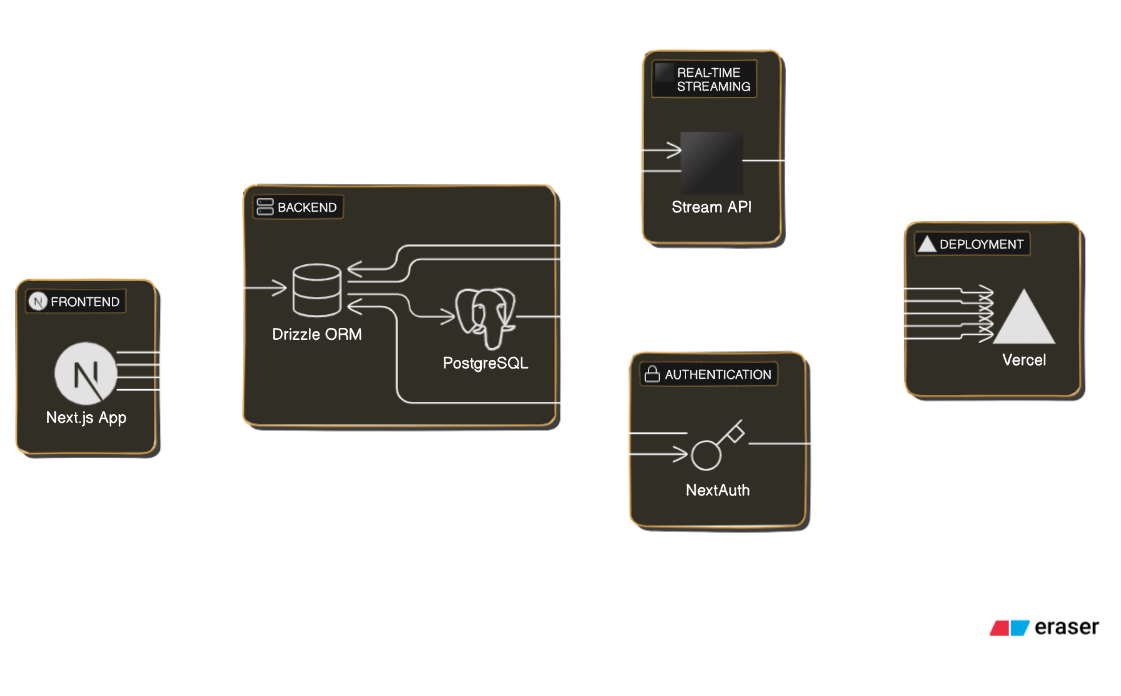 FRONTEND
Next.js App
BACKEND
Drizzle ORM
PostgreSQL
REAL-TIME
STREAMING
Stream API
AUTHENTICATION
NextAuth
DEPLOYMENT
Vercel
eraser